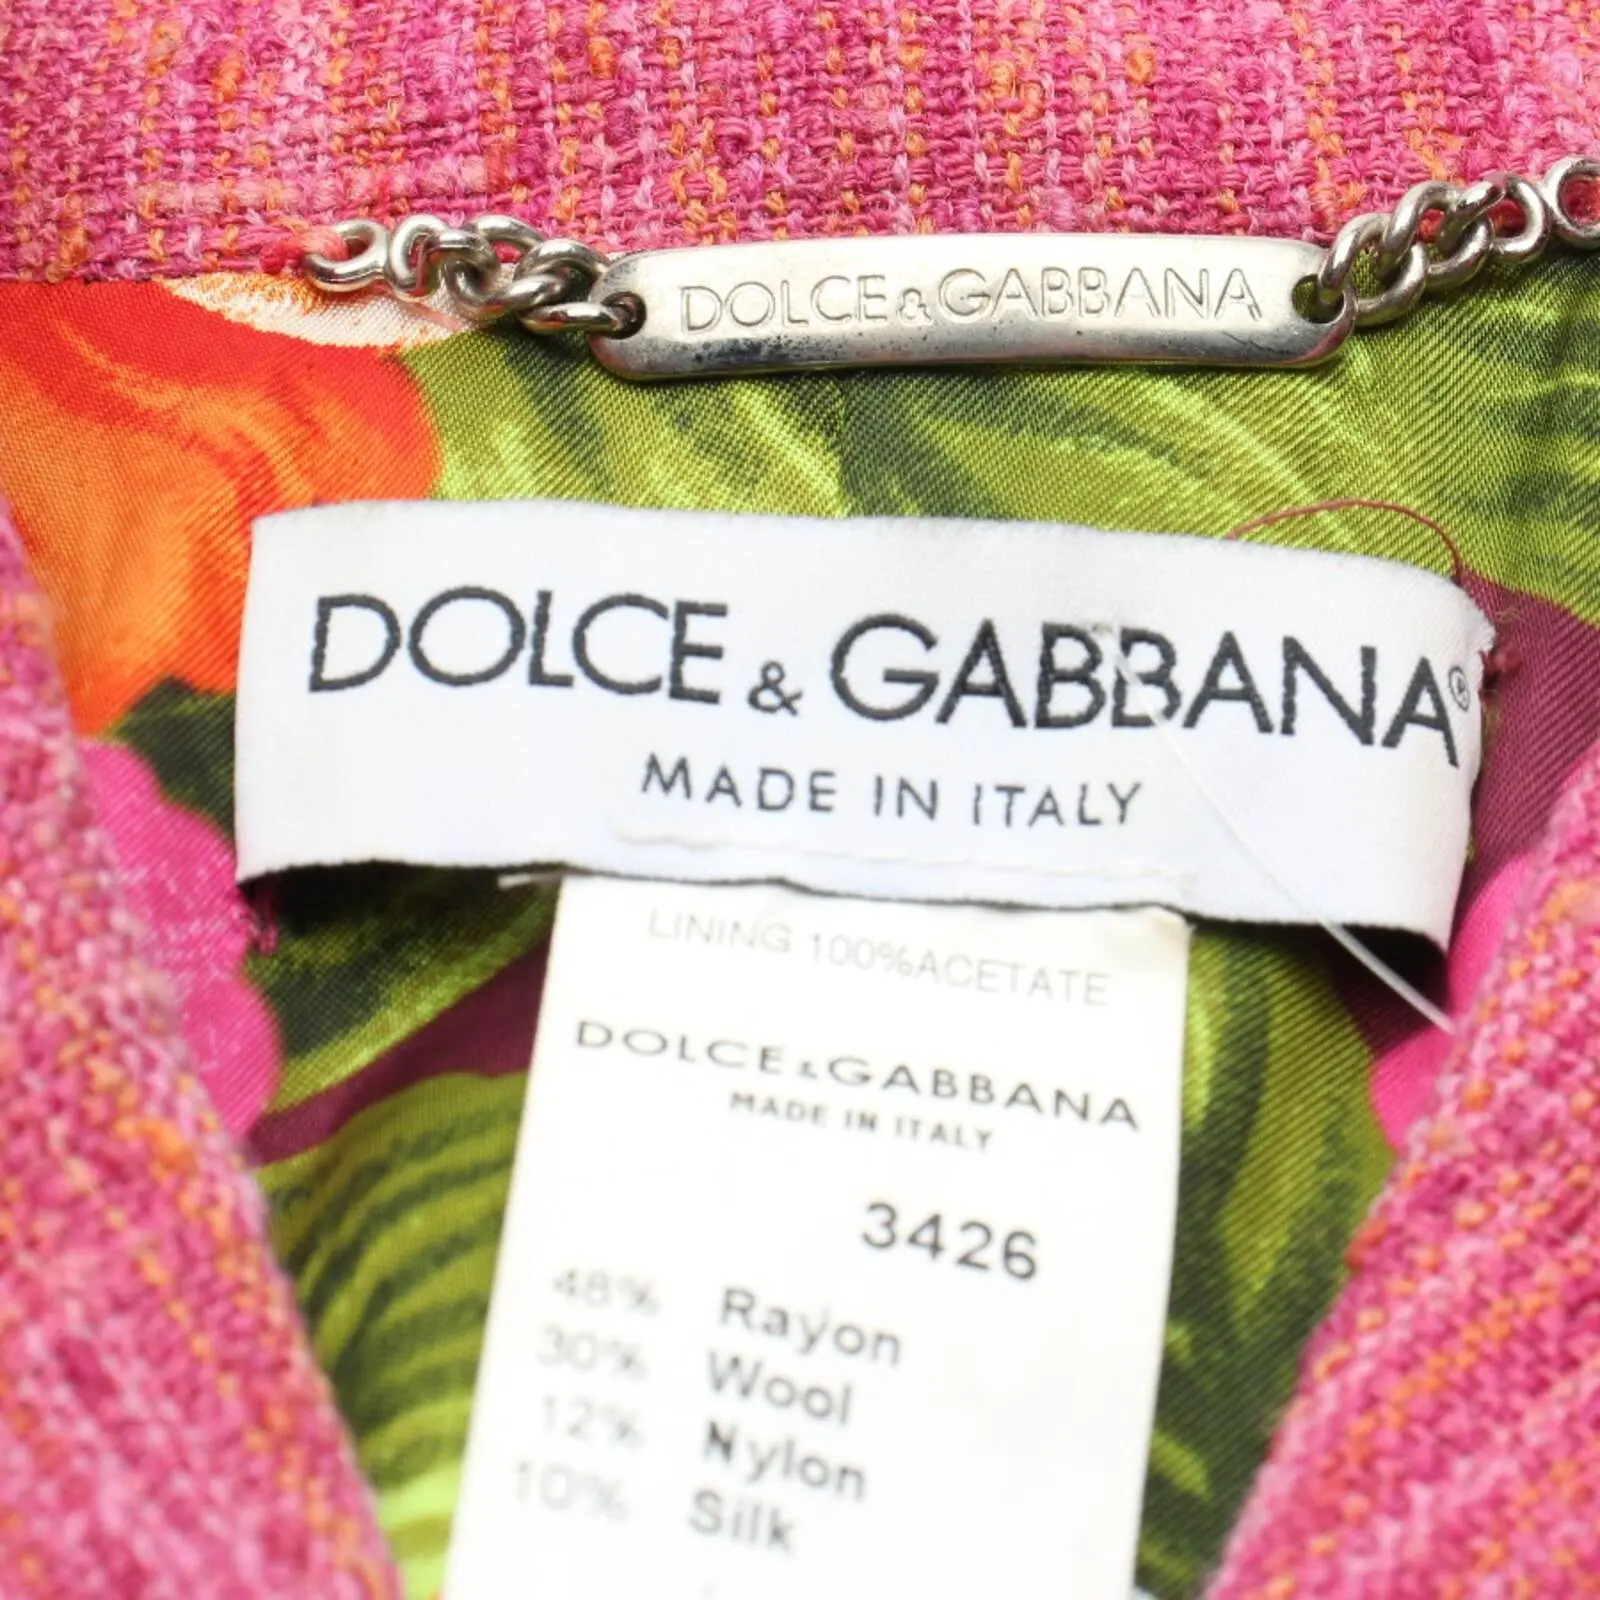 DOLCE&GABBANA
DOLCE & GABBANA®
MADE IN ITALY
LINING 100%ACETATE
DOLCE&GABBANA
MADE IN ITALY
3426
48% Rayon
30% Wool
12% Nylon
10% Silk